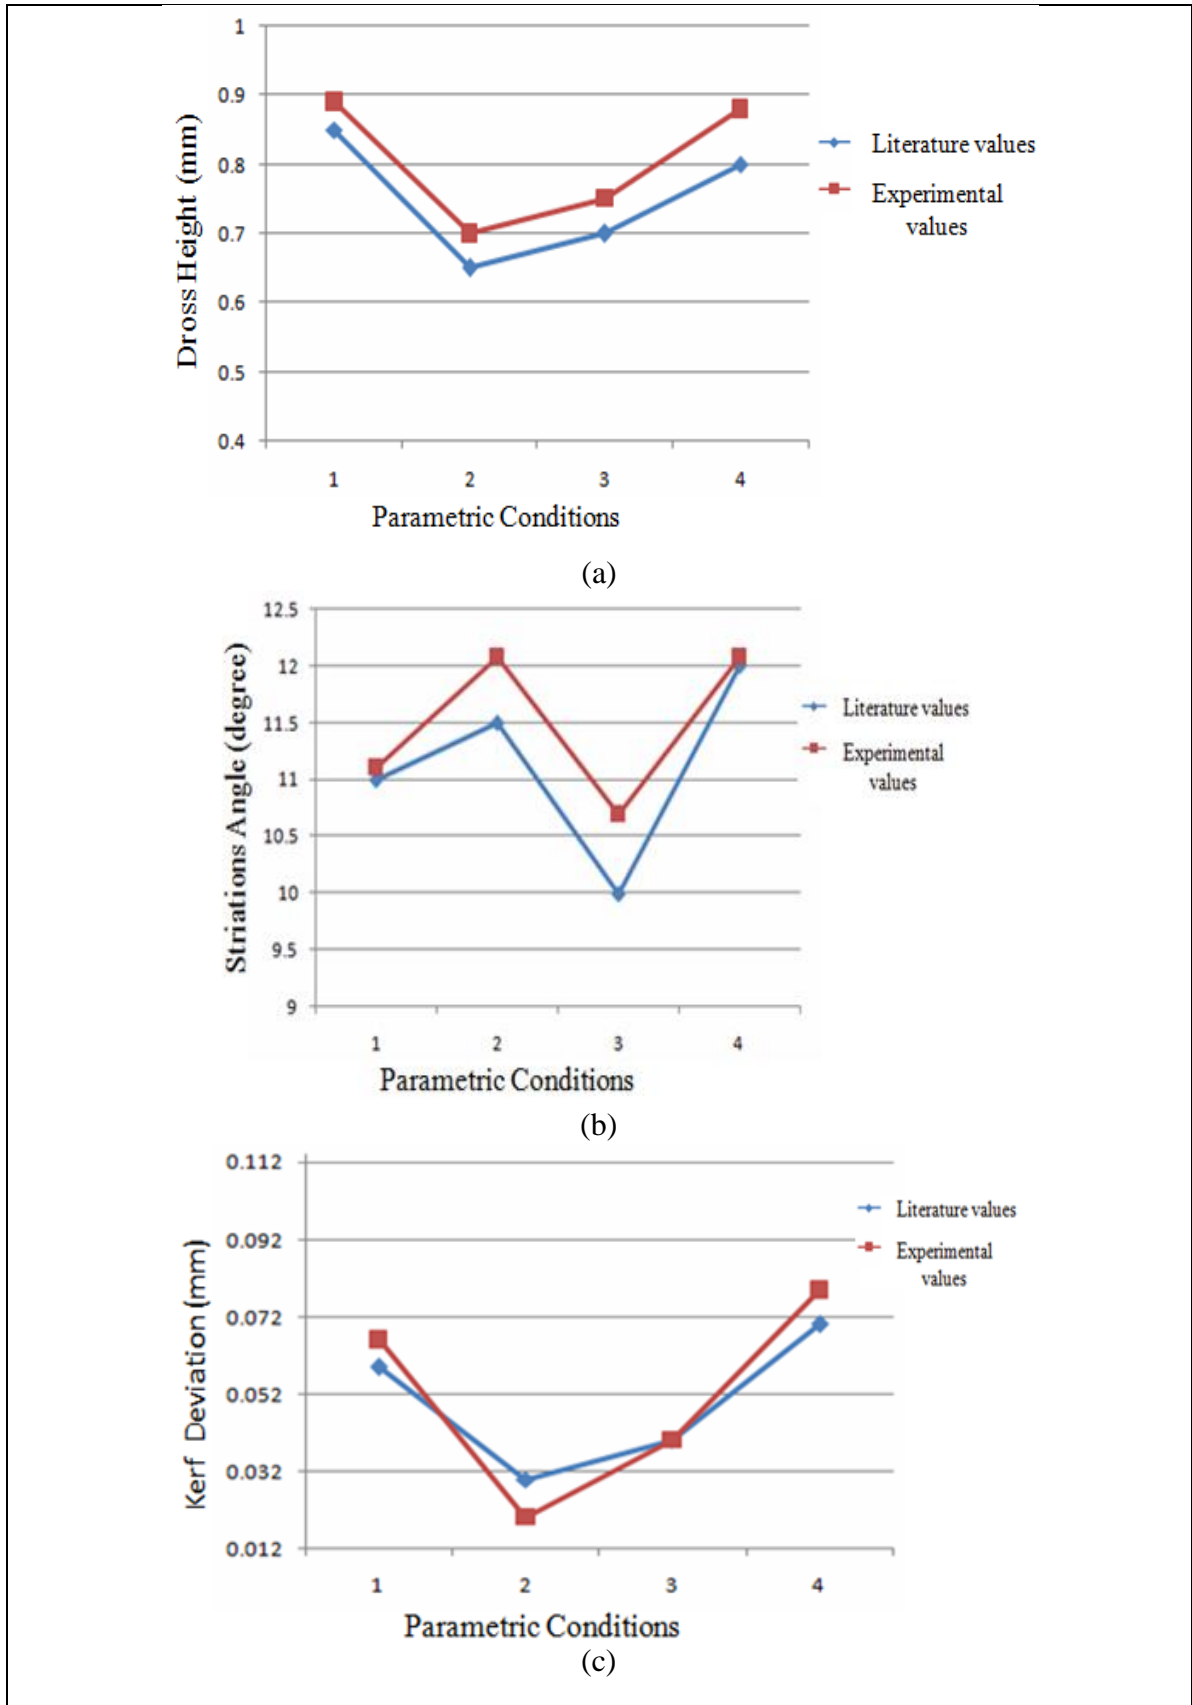 1
0.9
0.8
0.7
0.6
0.5
0.4
Dross Height (mm)
1 2 3 4
Parametric Conditions
Literature values
Experimental
values
(a)
12.5
12
11.5
11
10.5
10
9.5
9
Striations Angle (degree)
1 2 3 4
Parametric Conditions
Literature values
Experimental
values
(b)
0.112
0.092
0.072
0.052
0.032
0.012
Kerf Deviation (mm)
1 2 3 4
Parametric Conditions
Literature values
Experimental
values
(c)